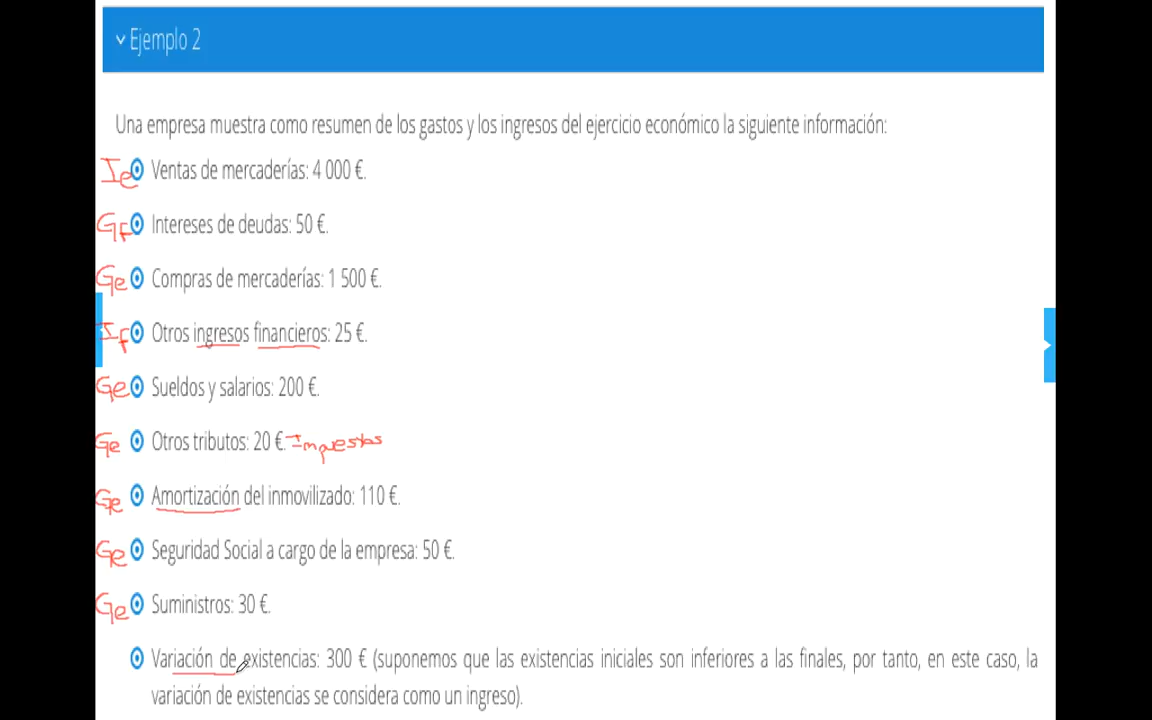 Ejemplo 2
Una empresa muestra como resumen de los gastos y los ingresos del ejercicio económico la siguiente información:
Ie Ventas de mercaderías: 4 000 €.
Gf Intereses de deudas: 50 €.
Ge Compras de mercaderías: 1 500 €.
If Otros ingresos financieros: 25 €.
Ge Sueldos y salarios: 200 €.
Ge Otros tributos: 20 €. Impuestos
Ge Amortización del inmovilizado: 110 €.
Ge Seguridad Social a cargo de la empresa: 50 €.
Ge Suministros: 30 €.
Variación de existencias: 300 € (suponemos que las existencias iniciales son inferiores a las finales, por tanto, en este caso, la
variación de existencias se considera como un ingreso).